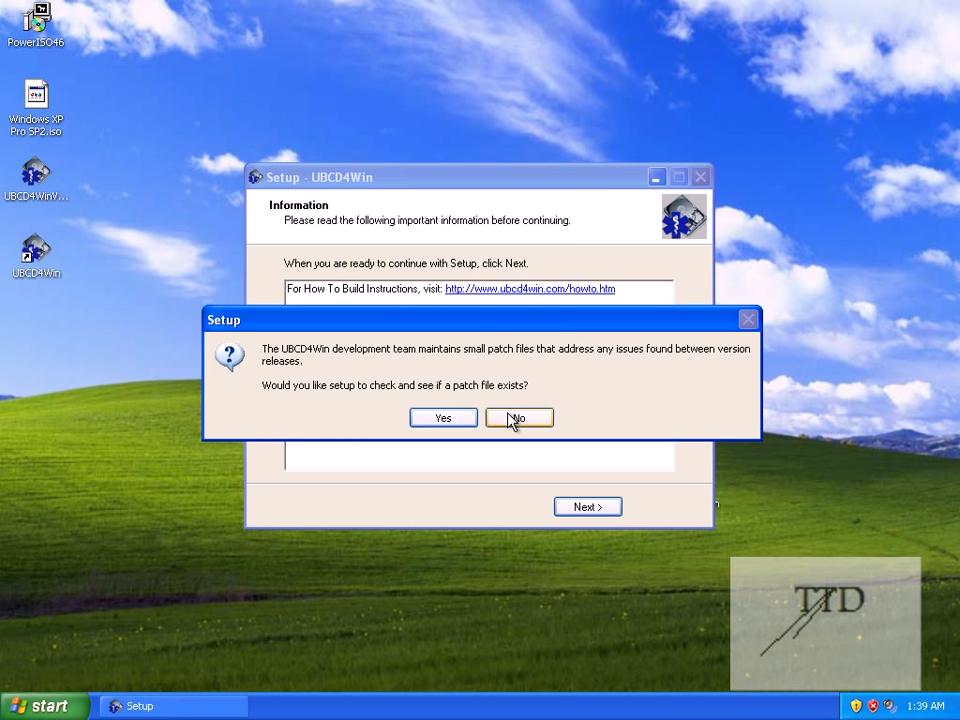 PowerISO46
Windows XP
Pro SP2.iso
UBCD4WinV...
UBCD4Win
Setup - UBCD4Win
Information
Please read the following important information before continuing.
When you are ready to continue with Setup, click Next.
For How To Build Instructions, visit: http://www.ubcd4win.com/howto.htm
Setup
The UBCD4Win development team maintains small patch files that address any issues found between version
releases.
Would you like setup to check and see if a patch file exists?
Yes
No
Next >
TTD
start
Setup
1:39 AM